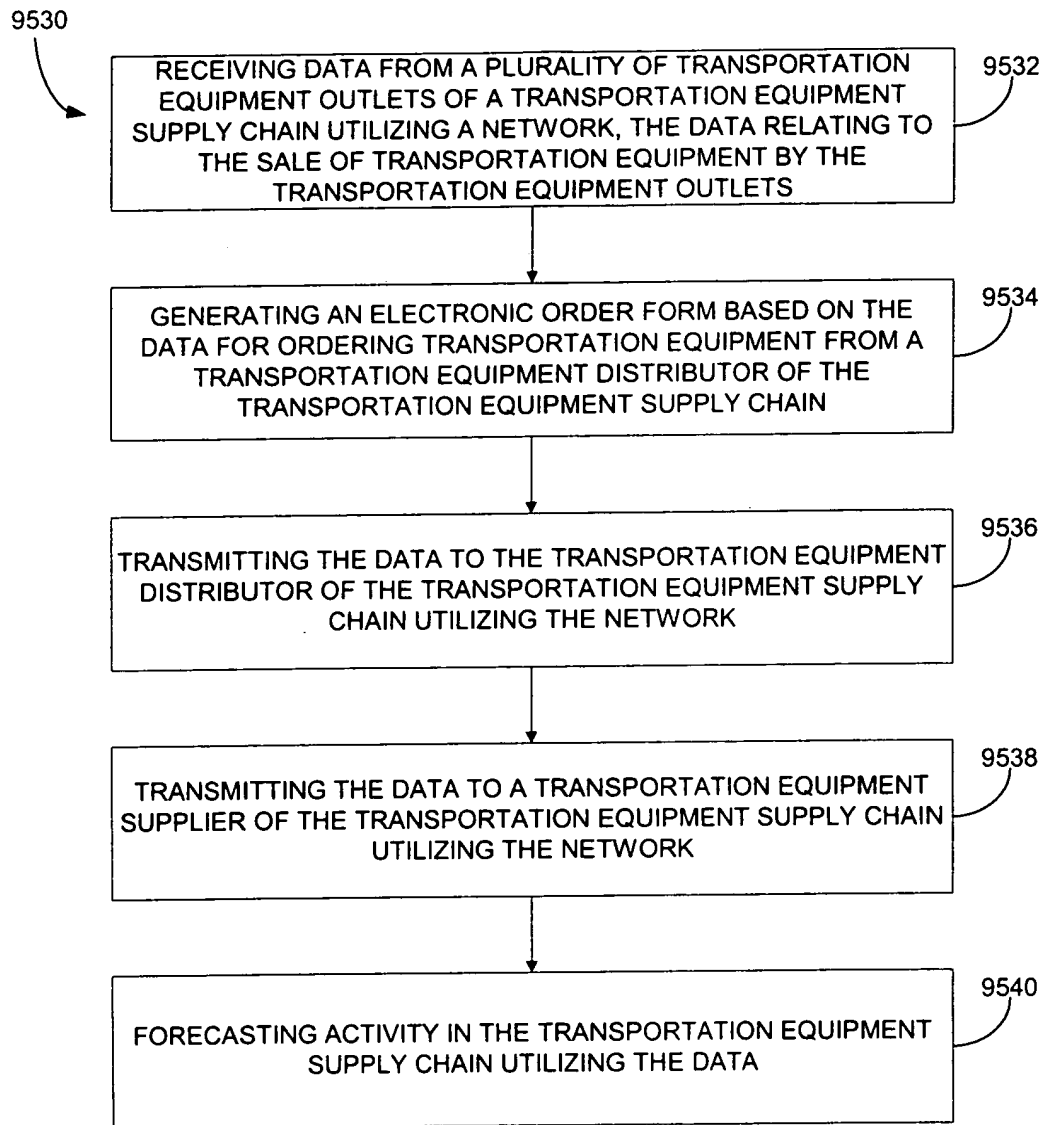 9530
RECEIVING DATA FROM A PLURALITY OF TRANSPORTATION
EQUIPMENT OUTLETS OF A TRANSPORTATION EQUIPMENT
SUPPLY CHAIN UTILIZING A NETWORK, THE DATA RELATING TO
THE SALE OF TRANSPORTATION EQUIPMENT BY THE
TRANSPORTATION EQUIPMENT OUTLETS
9532
GENERATING AN ELECTRONIC ORDER FORM BASED ON THE
DATA FOR ORDERING TRANSPORTATION EQUIPMENT FROM A
TRANSPORTATION EQUIPMENT DISTRIBUTOR OF THE
TRANSPORTATION EQUIPMENT SUPPLY CHAIN
9534
TRANSMITTING THE DATA TO THE TRANSPORTATION EQUIPMENT
DISTRIBUTOR OF THE TRANSPORTATION EQUIPMENT SUPPLY
CHAIN UTILIZING THE NETWORK
9536
TRANSMITTING THE DATA TO A TRANSPORTATION EQUIPMENT
SUPPLIER OF THE TRANSPORTATION EQUIPMENT SUPPLY CHAIN
UTILIZING THE NETWORK
9538
FORECASTING ACTIVITY IN THE TRANSPORTATION EQUIPMENT
SUPPLY CHAIN UTILIZING THE DATA
9540